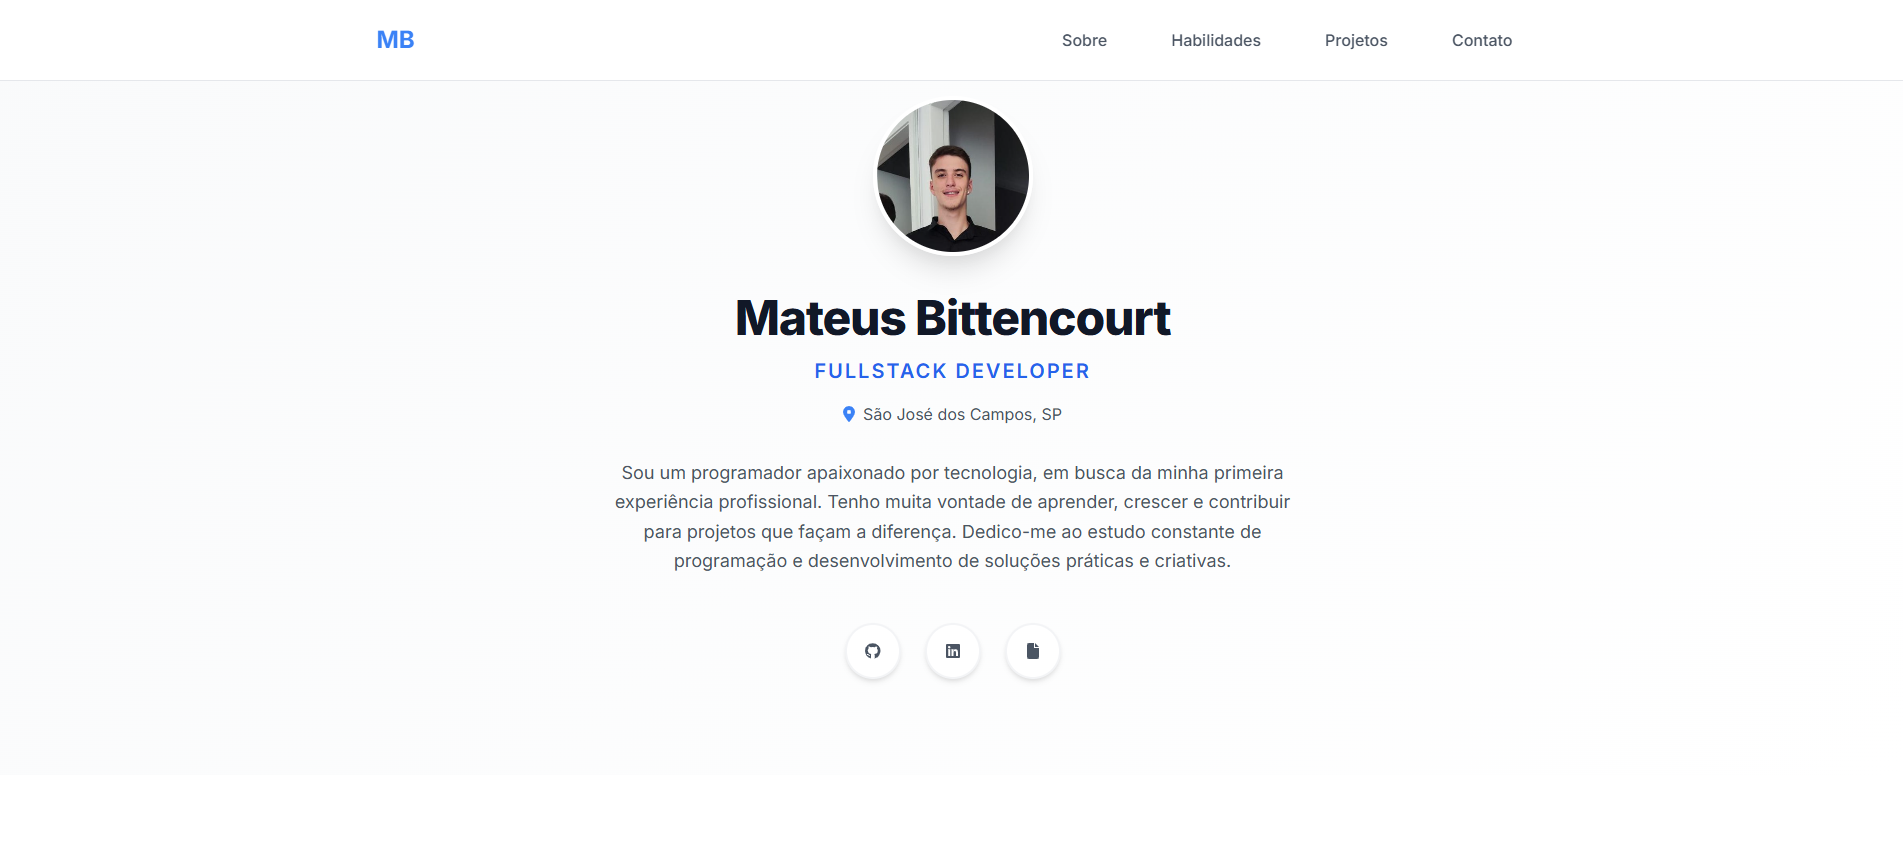 MB
Sobre
Habilidades
Projetos
Contato
Mateus Bittencourt
FULLSTACK DEVELOPER
São José dos Campos, SP
Sou um programador apaixonado por tecnologia, em busca da minha primeira
experiência profissional. Tenho muita vontade de aprender, crescer e contribuir
para projetos que façam a diferença. Dedico-me ao estudo constante de
programação e desenvolvimento de soluções práticas e criativas.